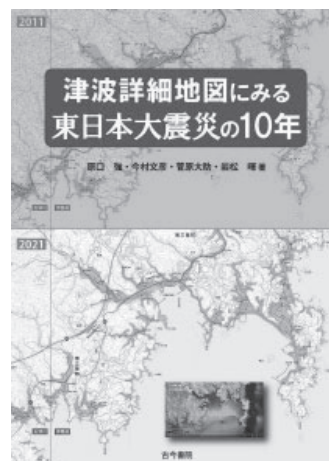 2011
津波詳細地図にみる
東日本大震災の10年
原口 強・今村文彦・菅原大助・岩松 暉 著
2021
古今書院